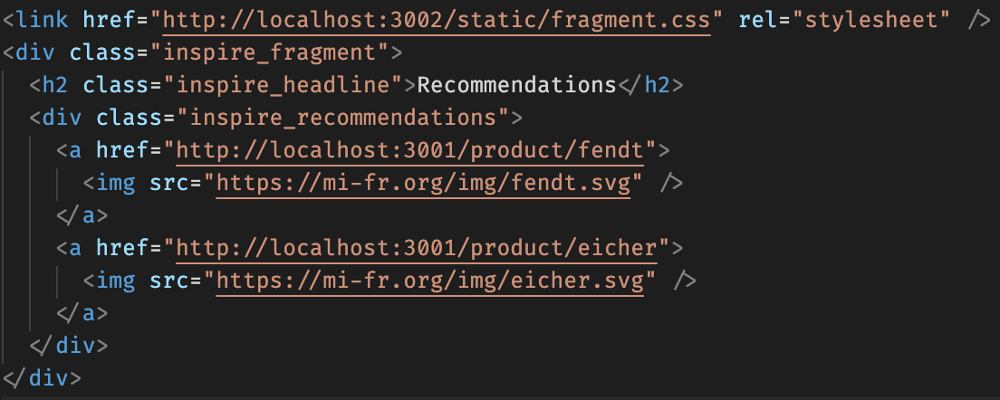 <link href="http://localhost:3002/static/fragment.css" rel="stylesheet" />
<div class="inspire_fragment">
  <h2 class="inspire_headline">Recommendations</h2>
  <div class="inspire_recommendations">
    <a href="http://localhost:3001/product/fendt">
      <img src="https://mi-fr.org/img/fendt.svg" />
    </a>
    <a href="http://localhost:3001/product/eicher">
      <img src="https://mi-fr.org/img/eicher.svg" />
    </a>
  </div>
</div>